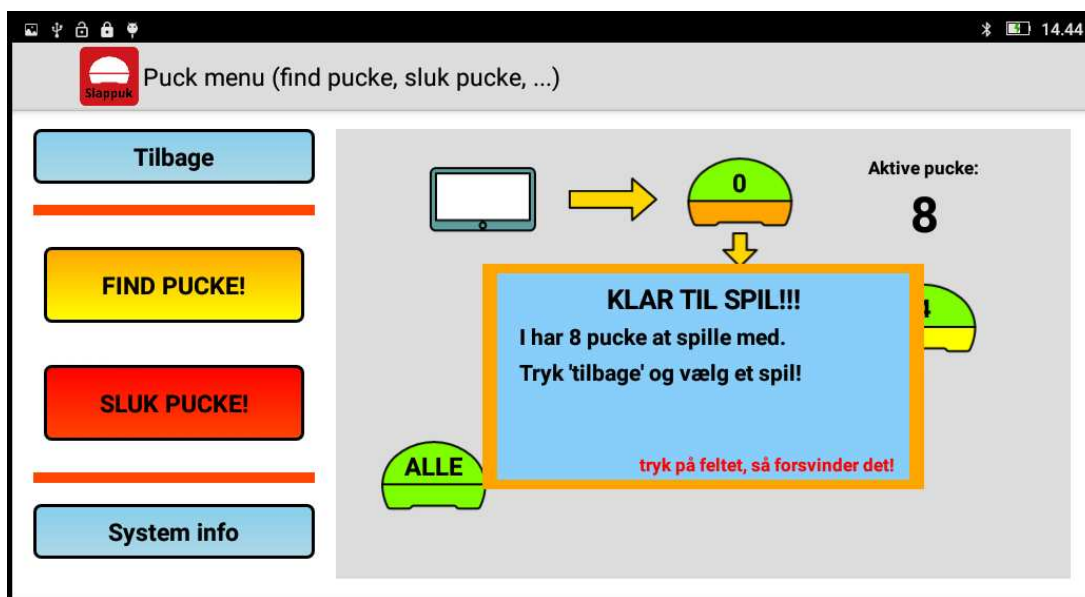 14.44
Slappuk
Puck menu (find pucke, sluk pucke, ...)
Tilbage
FIND PUCKE!
SLUK PUCKE!
System info
0
Aktive pucke:
8
4
KLAR TIL SPIL!!!
I har 8 pucke at spille med.
Tryk 'tilbage' og vælg et spil!
tryk på feltet, så forsvinder det!
ALLE